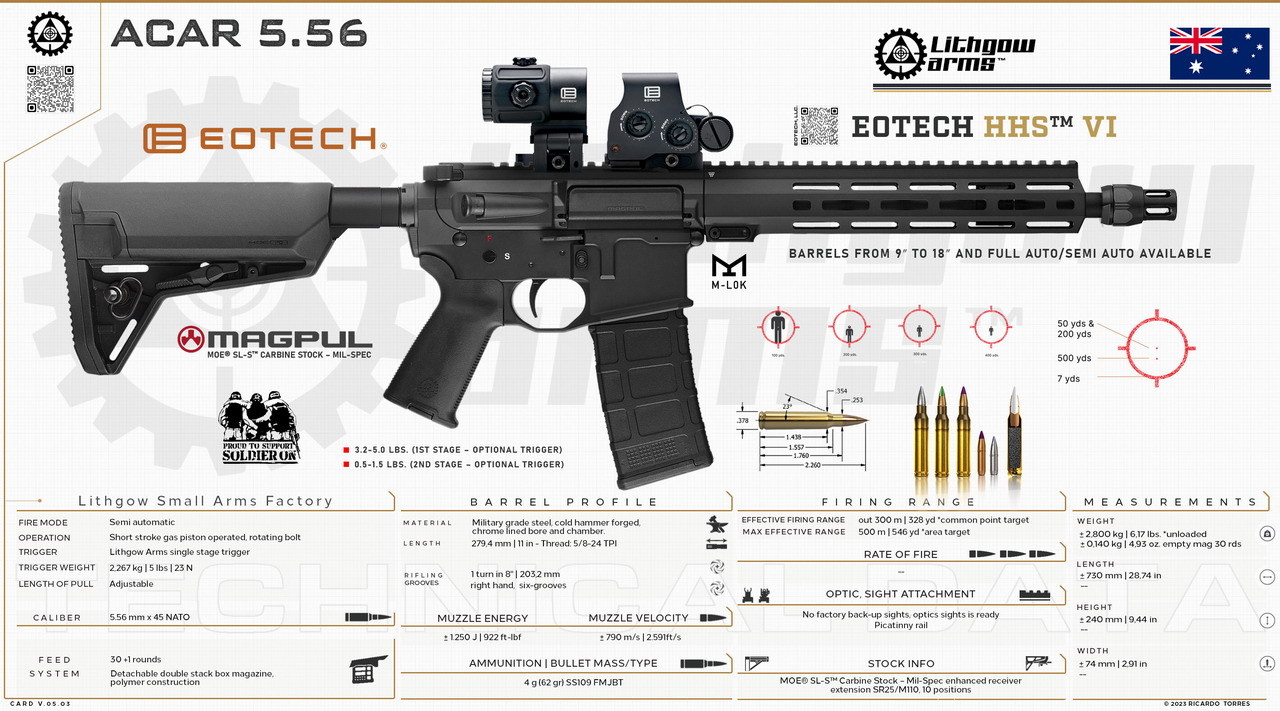 ACAR 5.56
Lithgow
arms™
EOTECH®
EOTECH, LLC.
EOTECH HHS™ VI
EOTECH
EOTECH
MAGPUL
S
BARRELS FROM 9″ TO 18″ AND FULL AUTO/SEMI AUTO AVAILABLE
M-LOK
MAGPUL
MOE® SL-S™ CARBINE STOCK – MIL-SPEC
50 yds &
200 yds
500 yds
7 yds
.354
.253
23°
.378
1.438
1.557
1.760
2.260
PROUD TO SUPPORT
SOLDIER ON
3.2–5.0 LBS. (1ST STAGE – OPTIONAL TRIGGER)
0.5–1.5 LBS. (2ND STAGE – OPTIONAL TRIGGER)
TECHNICAL DATA
Lithgow Small Arms Factory
FIRE MODE Semi automatic
OPERATION Short stroke gas piston operated, rotating bolt
TRIGGER Lithgow Arms single stage trigger
TRIGGER WEIGHT 2,267 kg | 5 lbs | 23 N
LENGTH OF PULL Adjustable
CALIBER 5.56 mm x 45 NATO
FEED
SYSTEM
30 +1 rounds
Detachable double stack box magazine,
polymer construction
BARREL PROFILE
MATERIAL Military grade steel, cold hammer forged,
chrome lined bore and chamber.
LENGTH 279,4 mm | 11 in - Thread: 5/8-24 TPI
RIFLING
GROOVES
1 turn in 8" | 203,2 mm
right hand, six-grooves
MUZZLE ENERGY MUZZLE VELOCITY
± 1.250 J | 922 ft-lbf ± 790 m/s | 2.591ft/s
AMMUNITION | BULLET MASS/TYPE
4 g (62 gr) SS109 FMJBT
FIRING RANGE
EFFECTIVE FIRING RANGE out 300 m | 328 yd *common point target
MAX EFFECTIVE RANGE 500 m | 546 yd *area target
RATE OF FIRE
--
OPTIC, SIGHT ATTACHMENT
No factory back-up sights, optics sights is ready
Picatinny rail
STOCK INFO
MOE® SL-S™ Carbine Stock – Mil-Spec enhanced receiver
extension SR25/M110, 10 positions
MEASUREMENTS
WEIGHT
± 2,800 kg | 6,17 lbs. *unloaded
± 0,140 kg | 4,93 oz. empty mag 30 rds
LENGTH
± 730 mm | 28,74 in
--
HEIGHT
± 240 mm | 9,44 in
--
WIDTH
± 74 mm | 2,91 in
--
CARD V.05.03
© 2023 RICARDO TORRES